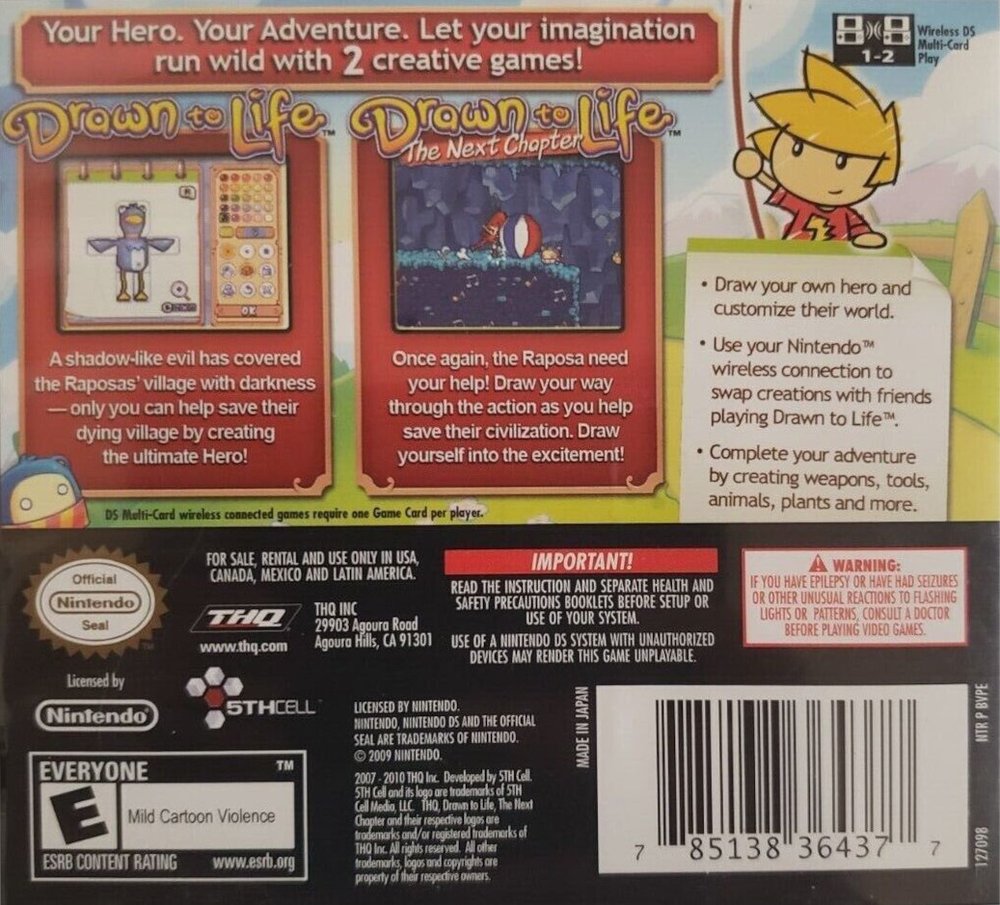 Your Hero. Your Adventure. Let your imagination
run wild with 2 creative games!
Wireless DS
Multi-Card
Play
1-2
Drawn to Life™
Drawn to Life™
The Next Chapter
R
OK
A shadow-like evil has covered
the Raposas' village with darkness
— only you can help save their
dying village by creating
the ultimate Hero!
Once again, the Raposa need
your help! Draw your way
through the action as you help
save their civilization. Draw
yourself into the excitement!
• Draw your own hero and
customize their world.
• Use your Nintendo™
wireless connection to
swap creations with friends
playing Drawn to Life™.
• Complete your adventure
by creating weapons, tools,
animals, plants and more.
DS Multi-Card wireless connected games require one Game Card per player.
Official
Nintendo
Seal
TM
FOR SALE, RENTAL AND USE ONLY IN USA,
CANADA, MEXICO AND LATIN AMERICA.
THQ
www.thq.com
THQ INC
29903 Agoura Road
Agoura Hills, CA 91301
IMPORTANT!
READ THE INSTRUCTION AND SEPARATE HEALTH AND
SAFETY PRECAUTIONS BOOKLETS BEFORE SETUP OR
USE OF YOUR SYSTEM.
USE OF A NINTENDO DS SYSTEM WITH UNAUTHORIZED
DEVICES MAY RENDER THIS GAME UNPLAYABLE.
WARNING:
IF YOU HAVE EPILEPSY OR HAVE HAD SEIZURES
OR OTHER UNUSUAL REACTIONS TO FLASHING
LIGHTS OR PATTERNS, CONSULT A DOCTOR
BEFORE PLAYING VIDEO GAMES.
Licensed by
Nintendo
5THCELL
LICENSED BY NINTENDO.
NINTENDO, NINTENDO DS AND THE OFFICIAL
SEAL ARE TRADEMARKS OF NINTENDO.
© 2009 NINTENDO.
2007 - 2010 THQ Inc. Developed by 5TH Cell.
5TH Cell and its logo are trademarks of 5TH
Cell Media, LLC. THQ, Drawn to Life, The Next
Chapter and their respective logos are
trademarks and/or registered trademarks of
THQ Inc. All rights reserved. All other
trademarks, logos and copyrights are
property of their respective owners.
EVERYONE
TM
E
Mild Cartoon Violence
ESRB CONTENT RATING www.esrb.org
MADE IN JAPAN
7 85138 36437 7
NTR P BVPE
127098